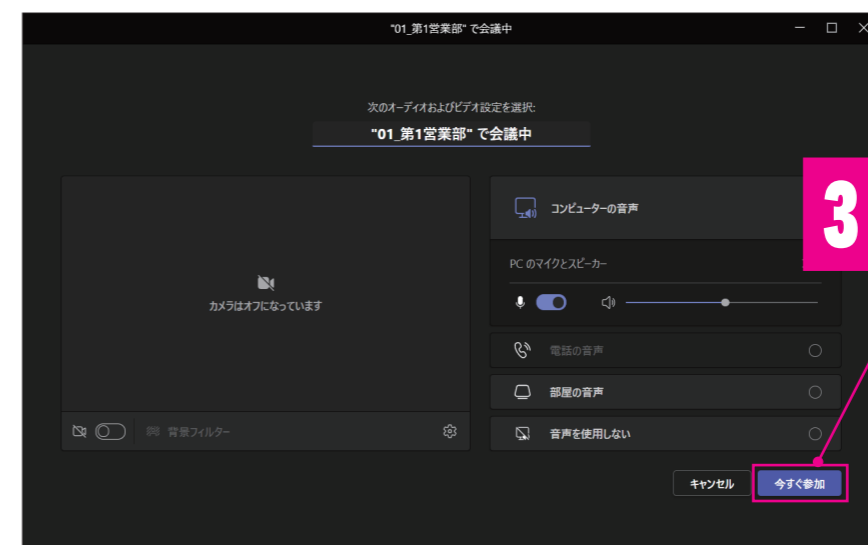 "01_第1営業部" で会議中
次のオーディオおよびビデオ設定を選択:
"01_第1営業部" で会議中
カメラはオフになっています
背景フィルター
コンピューターの音声
PC のマイクとスピーカー
電話の音声
部屋の音声
音声を使用しない
キャンセル
今すぐ参加
3